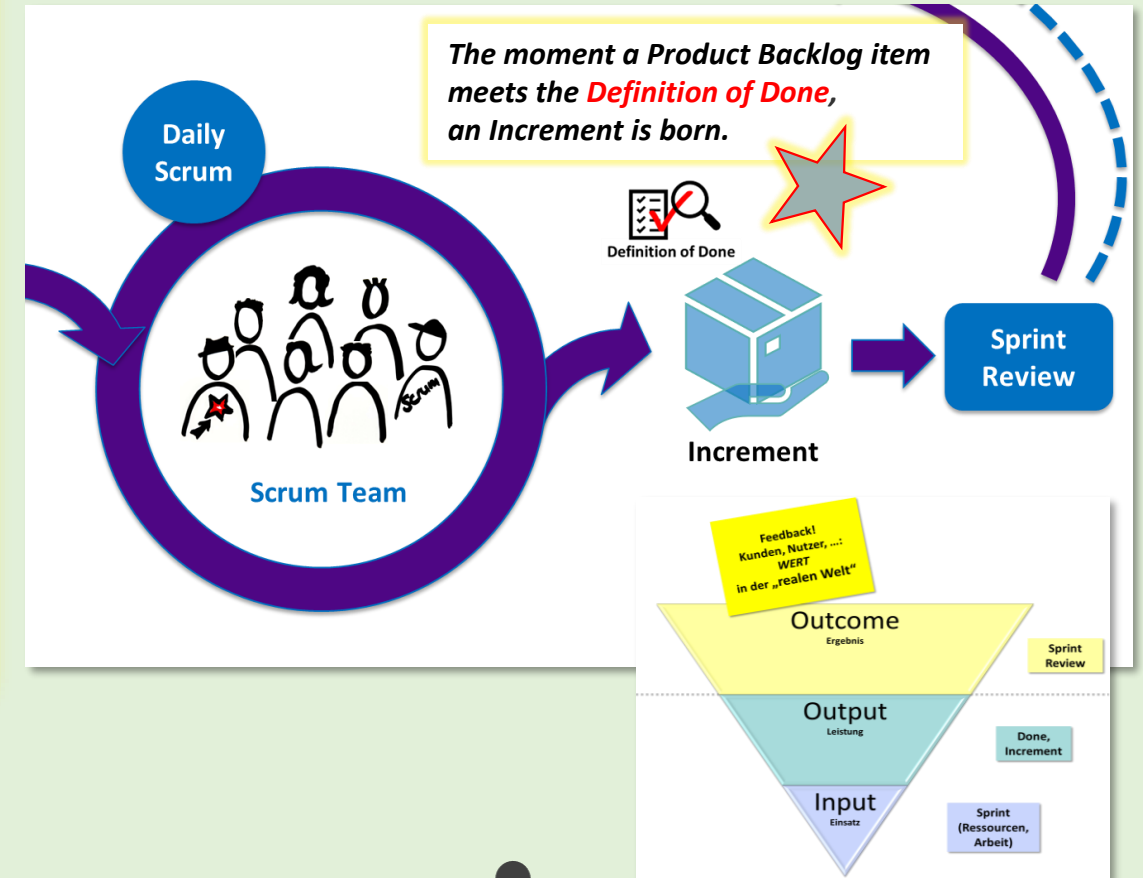 The moment a Product Backlog item
meets the Definition of Done,
an Increment is born.
Daily
Scrum
Definition of Done
Scrum
Scrum Team
Increment
Sprint
Review
Feedback!
Kunden, Nutzer, ...:
WERT
in der „realen Welt“
Outcome
Ergebnis
Sprint
Review
Output
Leistung
Done,
Increment
Input
Einsatz
Sprint
(Ressourcen,
Arbeit)